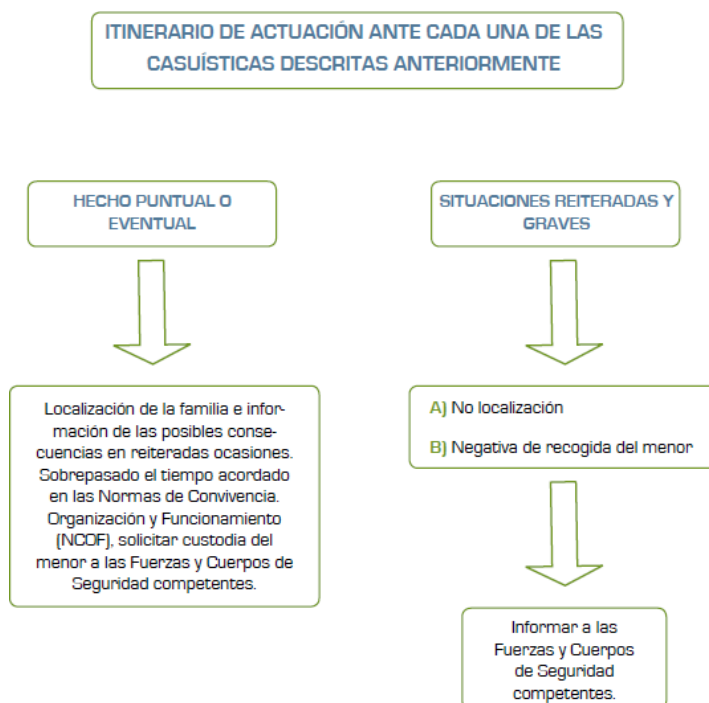 ITINERARIO DE ACTUACIÓN ANTE CADA UNA DE LAS
CASUÍSTICAS DESCRITAS ANTERIORMENTE
HECHO PUNTUAL O
EVENTUAL
Localización de la familia e infor-
mación de las posibles conse-
cuencias en reiteradas ocasiones.
Sobrepasado el tiempo acordado
en las Normas de Convivencia.
Organización y Funcionamiento
(NCOF), solicitar custodia del
menor a las Fuerzas y Cuerpos de
Seguridad competentes.
SITUACIONES REITERADAS Y
GRAVES
A) No localización
B) Negativa de recogida del menor
Informar a las
Fuerzas y Cuerpos
de Seguridad
competentes.